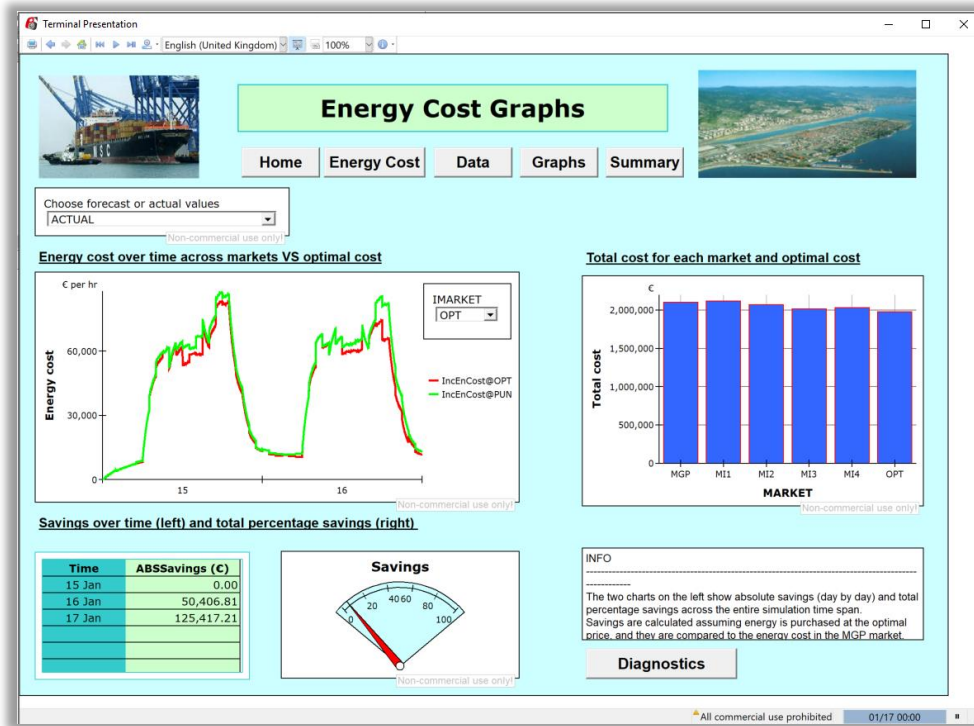 Terminal Presentation
English (United Kingdom)
100%
MSC
Energy Cost Graphs
Home
Energy Cost
Data
Graphs
Summary
Choose forecast or actual values
ACTUAL
Non-commercial use only!
Energy cost over time across markets VS optimal cost
€ per hr
60,000
30,000
0
Energy cost
15
16
IMARKET
OPT
IncEnCost@OPT
IncEnCost@PUN
Non-commercial use only!
Total cost for each market and optimal cost
€
2,000,000
1,500,000
1,000,000
500,000
0
Total cost
MGP MI1 MI2 MI3 MI4 OPT
MARKET
Non-commercial use only!
Savings over time (left) and total percentage savings (right)
Time ABSSavings (€)
15 Jan 0.00
16 Jan 50,406.81
17 Jan 125,417.21
Savings
0 20 40 60 80 100
Non-commercial use only!
INFO
--------------------------------------------------------------------------------
------------
The two charts on the left show absolute savings (day by day) and total
percentage savings across the entire simulation time span.
Savings are calculated assuming energy is purchased at the optimal
price, and they are compared to the energy cost in the MGP market.
Diagnostics
All commercial use prohibited
01/17 00:00